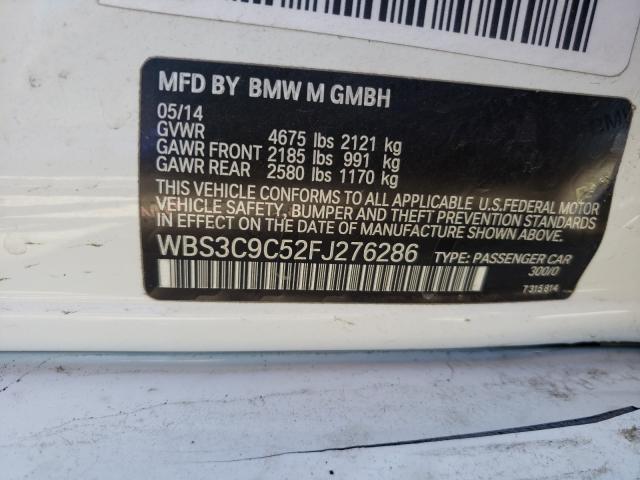 MFD BY BMW M GMBH
05/14
GVWR 4675 lbs 2121 kg
GAWR FRONT 2185 lbs 991 kg
GAWR REAR 2580 lbs 1170 kg
THIS VEHICLE CONFORMS TO ALL APPLICABLE U.S.FEDERAL MOTOR
VEHICLE SAFETY, BUMPER AND THEFT PREVENTION STANDARDS
IN EFFECT ON THE DATE OF MANUFACTURE SHOWN ABOVE.
WBS3C9C52FJ276286 TYPE: PASSENGER CAR
300/0
7315814